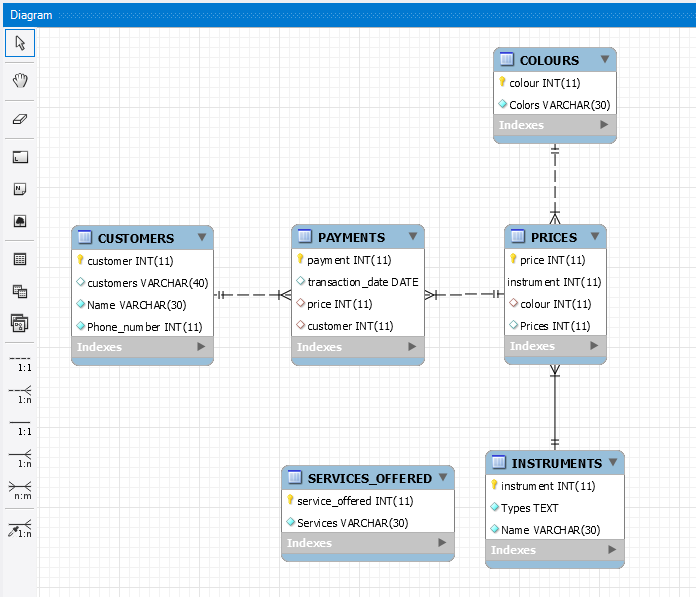 Diagram
COLOURS
colour INT(11)
Colors VARCHAR(30)
Indexes
CUSTOMERS
customer INT(11)
customers VARCHAR(40)
Name VARCHAR(30)
Phone_number INT(11)
Indexes
PAYMENTS
payment INT(11)
transaction_date DATE
price INT(11)
customer INT(11)
Indexes
PRICES
price INT(11)
instrument INT(11)
colour INT(11)
Prices INT(11)
Indexes
SERVICES_OFFERED
service_offered INT(11)
Services VARCHAR(30)
Indexes
INSTRUMENTS
instrument INT(11)
Types TEXT
Name VARCHAR(30)
Indexes
1:1
1:n
1:1
1:n
n:m
1:n